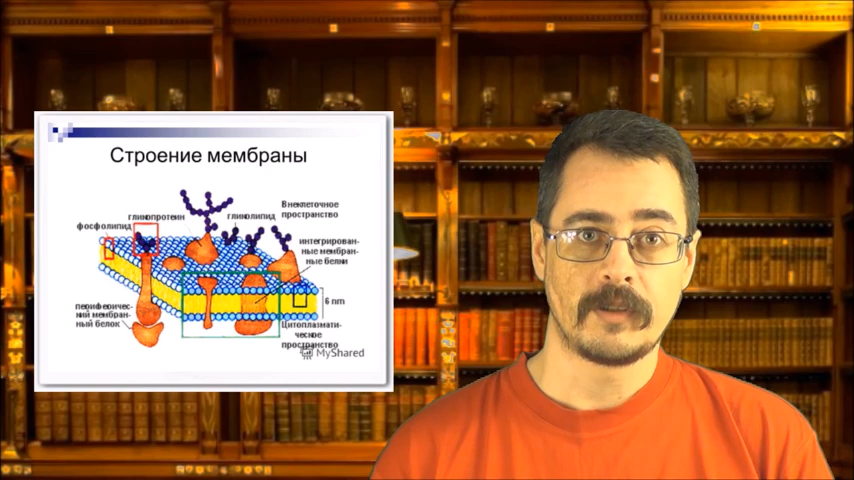 Строение мембраны
Внеклеточное
пространство
гликопротеин
гликолипид
фосфолипид
интегрирован-
ные мембран-
ные белки
6 nm
периферичес-
кий мембран-
ный белок
Цитоплазмати-
ческое
пространство
MyShared